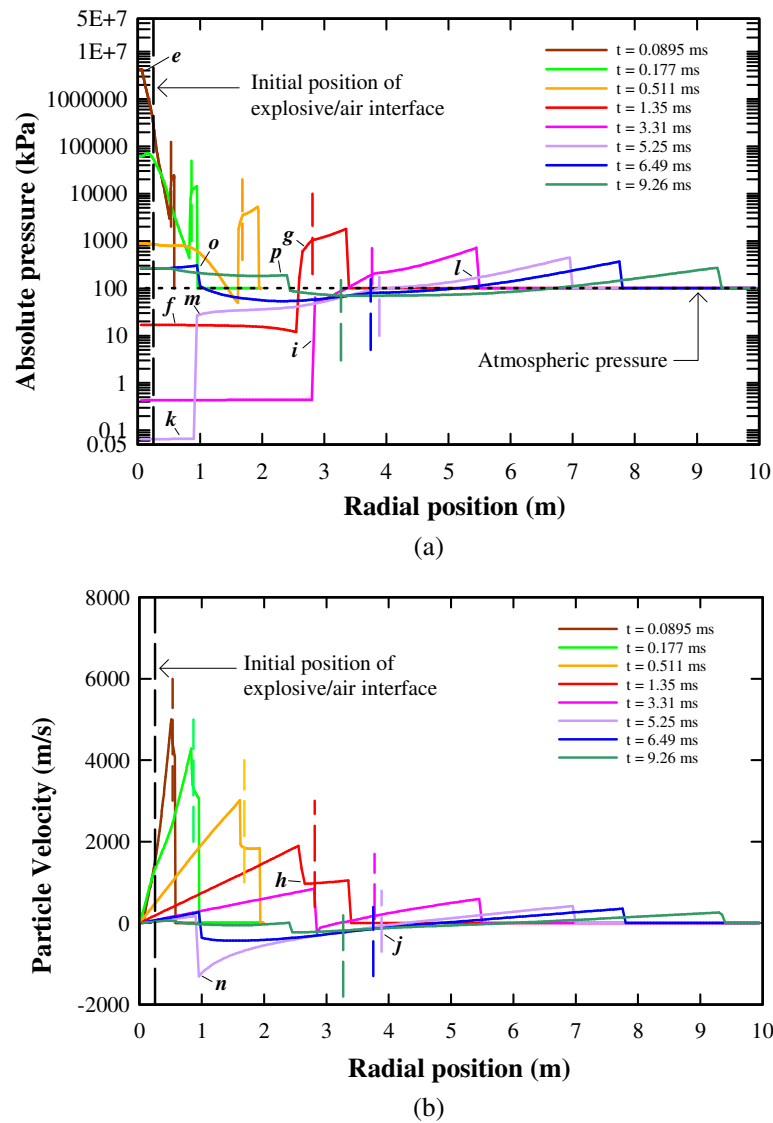 5E+7
1E+7
1000000
100000
10000
1000
100
10
1
0.1
0.05
Absolute pressure (kPa)
e
Initial position of
explosive/air interface
t = 0.0895 ms
t = 0.177 ms
t = 0.511 ms
t = 1.35 ms
t = 3.31 ms
t = 5.25 ms
t = 6.49 ms
t = 9.26 ms
o
p
g
l
f
m
i
k
Atmospheric pressure
0 1 2 3 4 5 6 7 8 9 10
Radial position (m)
(a)
8000
6000
4000
2000
0
-2000
Particle Velocity (m/s)
Initial position of
explosive/air interface
t = 0.0895 ms
t = 0.177 ms
t = 0.511 ms
t = 1.35 ms
t = 3.31 ms
t = 5.25 ms
t = 6.49 ms
t = 9.26 ms
h
j
n
0 1 2 3 4 5 6 7 8 9 10
Radial position (m)
(b)